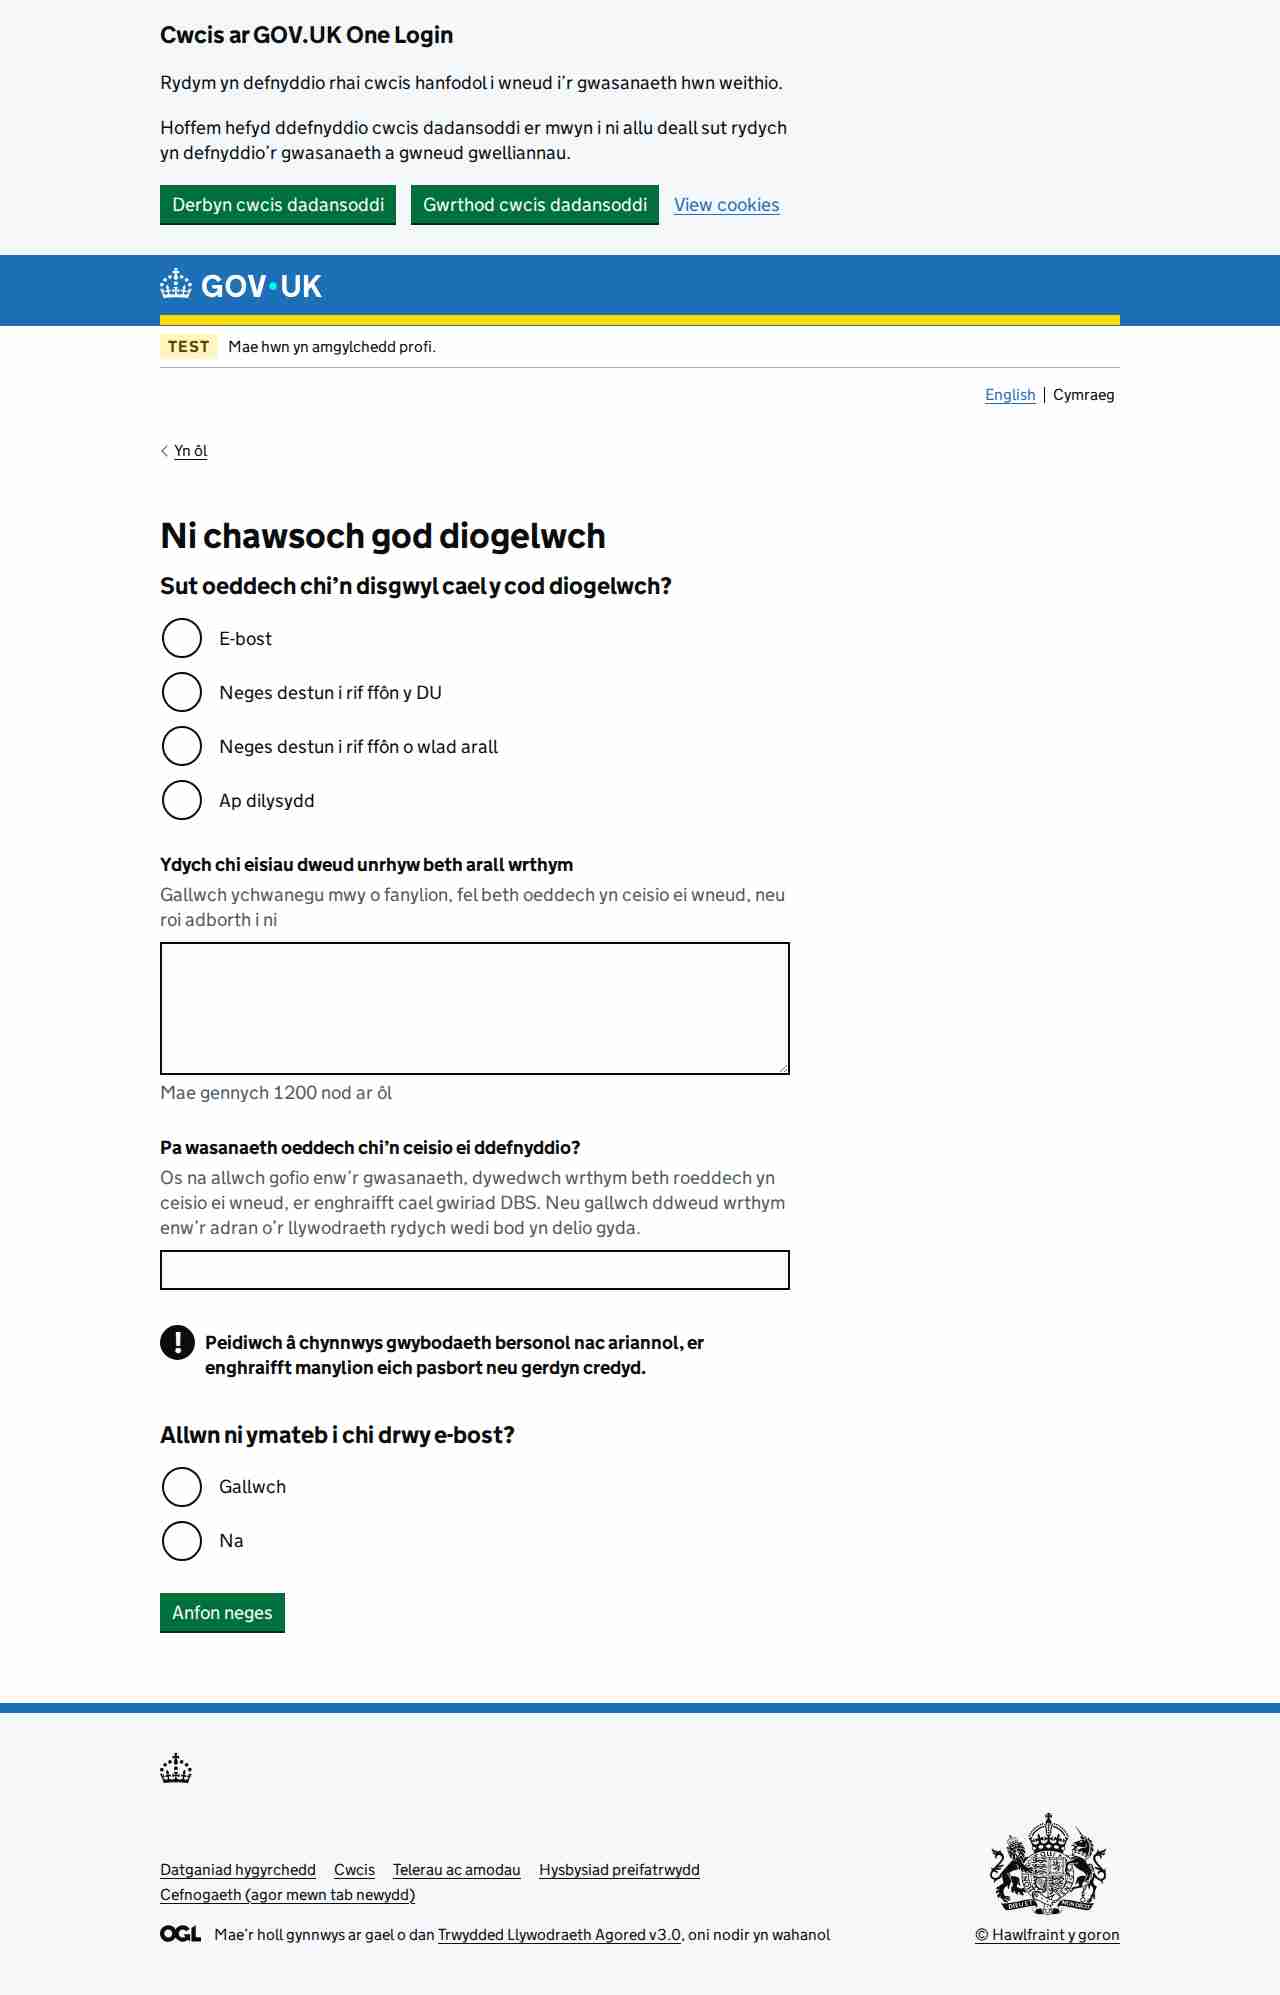 Cwcis ar GOV.UK One Login
Rydym yn defnyddio rhai cwcis hanfodol i wneud i’r gwasanaeth hwn weithio.
Hoffem hefyd ddefnyddio cwcis dadansoddi er mwyn i ni allu deall sut rydych
yn defnyddio’r gwasanaeth a gwneud gwelliannau.
Derbyn cwcis dadansoddi Gwrthod cwcis dadansoddi View cookies
GOV·UK
TEST Mae hwn yn amgylchedd profi.
English | Cymraeg
Yn ôl
Ni chawsoch god diogelwch
Sut oeddech chi’n disgwyl cael y cod diogelwch?
E-bost
Neges destun i rif ffôn y DU
Neges destun i rif ffôn o wlad arall
Ap dilysydd
Ydych chi eisiau dweud unrhyw beth arall wrthym
Gallwch ychwanegu mwy o fanylion, fel beth oeddech yn ceisio ei wneud, neu
roi adborth i ni
Mae gennych 1200 nod ar ôl
Pa wasanaeth oeddech chi’n ceisio ei ddefnyddio?
Os na allwch gofio enw’r gwasanaeth, dywedwch wrthym beth roeddech yn
ceisio ei wneud, er enghraifft cael gwiriad DBS. Neu gallwch ddweud wrthym
enw’r adran o’r llywodraeth rydych wedi bod yn delio gyda.
! Peidiwch â chynnwys gwybodaeth bersonol nac ariannol, er
enghraifft manylion eich pasbort neu gerdyn credyd.
Allwn ni ymateb i chi drwy e-bost?
Gallwch
Na
Anfon neges
Datganiad hygyrchedd Cwcis Telerau ac amodau Hysbysiad preifatrwydd
Cefnogaeth (agor mewn tab newydd)
OGL Mae’r holl gynnwys ar gael o dan Trwydded Llywodraeth Agored v3.0, oni nodir yn wahanol
© Hawlfraint y goron